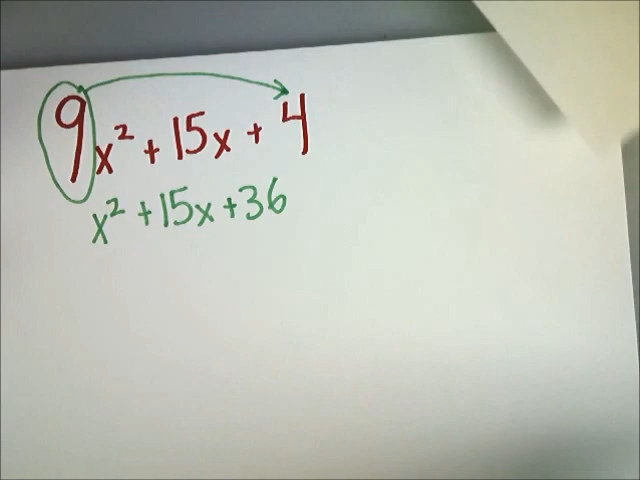 9x² + 15x + 4
x² + 15x + 36